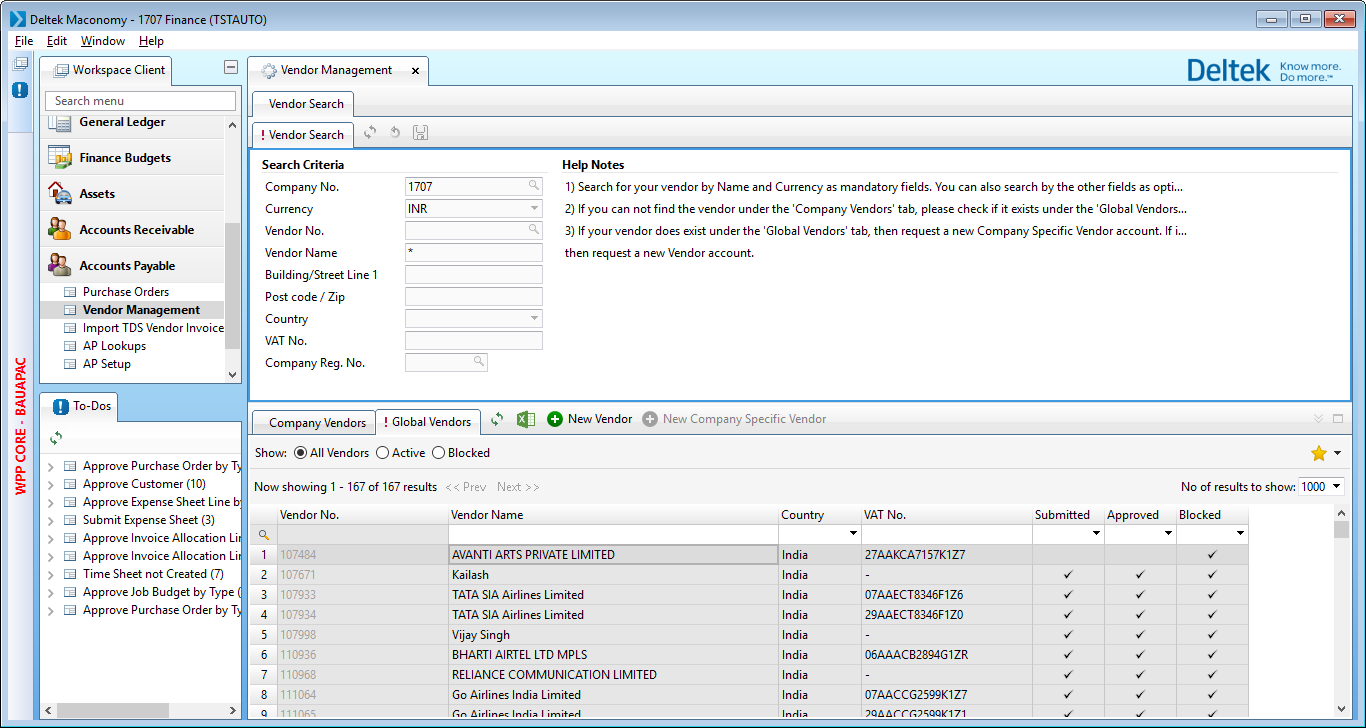 Deltek Maconomy - 1707 Finance (TSTAUTO)
File Edit Window Help
Workspace Client
Search menu
General Ledger
Finance Budgets
Assets
Accounts Receivable
Accounts Payable
Purchase Orders
Vendor Management
Import TDS Vendor Invoice
AP Lookups
AP Setup
WPP CORE - BAUAPAC
To-Dos
Approve Purchase Order by Ty
Approve Customer (10)
Approve Expense Sheet Line by
Submit Expense Sheet (3)
Approve Invoice Allocation Lin
Approve Invoice Allocation Lin
Time Sheet not Created (7)
Approve Job Budget by Type (
Approve Purchase Order by Ty
Vendor Management
Deltek Know more.
Do more.™
Vendor Search
! Vendor Search
Search Criteria
Company No. 1707
Currency INR
Vendor No.
Vendor Name *
Building/Street Line 1
Post code / Zip
Country
VAT No.
Company Reg. No.
Help Notes
1) Search for your vendor by Name and Currency as mandatory fields. You can also search by the other fields as opti...
2) If you can not find the vendor under the 'Company Vendors' tab, please check if it exists under the 'Global Vendors...
3) If your vendor does exist under the 'Global Vendors' tab, then request a new Company Specific Vendor account. If i...
then request a new Vendor account.
Company Vendors ! Global Vendors New Vendor New Company Specific Vendor
Show: All Vendors Active Blocked
Now showing 1 - 167 of 167 results << Prev Next >> No of results to show: 1000
Vendor No. Vendor Name Country VAT No. Submitted Approved Blocked
1 107484 AVANTI ARTS PRIVATE LIMITED India 27AAKCA7157K1Z7 ✓
2 107671 Kailash India - ✓ ✓ ✓
3 107933 TATA SIA Airlines Limited India 07AAECT8346F1Z6 ✓ ✓ ✓
4 107934 TATA SIA Airlines Limited India 29AAECT8346F1Z0 ✓ ✓ ✓
5 107998 Vijay Singh India - ✓ ✓ ✓
6 110936 BHARTI AIRTEL LTD MPLS India 06AAACB2894G1ZR ✓ ✓ ✓
7 110968 RELIANCE COMMUNICATION LIMITED India - ✓ ✓ ✓
8 111064 Go Airlines India Limited India 07AACCG2599K1Z7 ✓ ✓ ✓
9 111065 Go Airlines India Limited India 29AACCG2599K1Z1 ✓ ✓ ✓